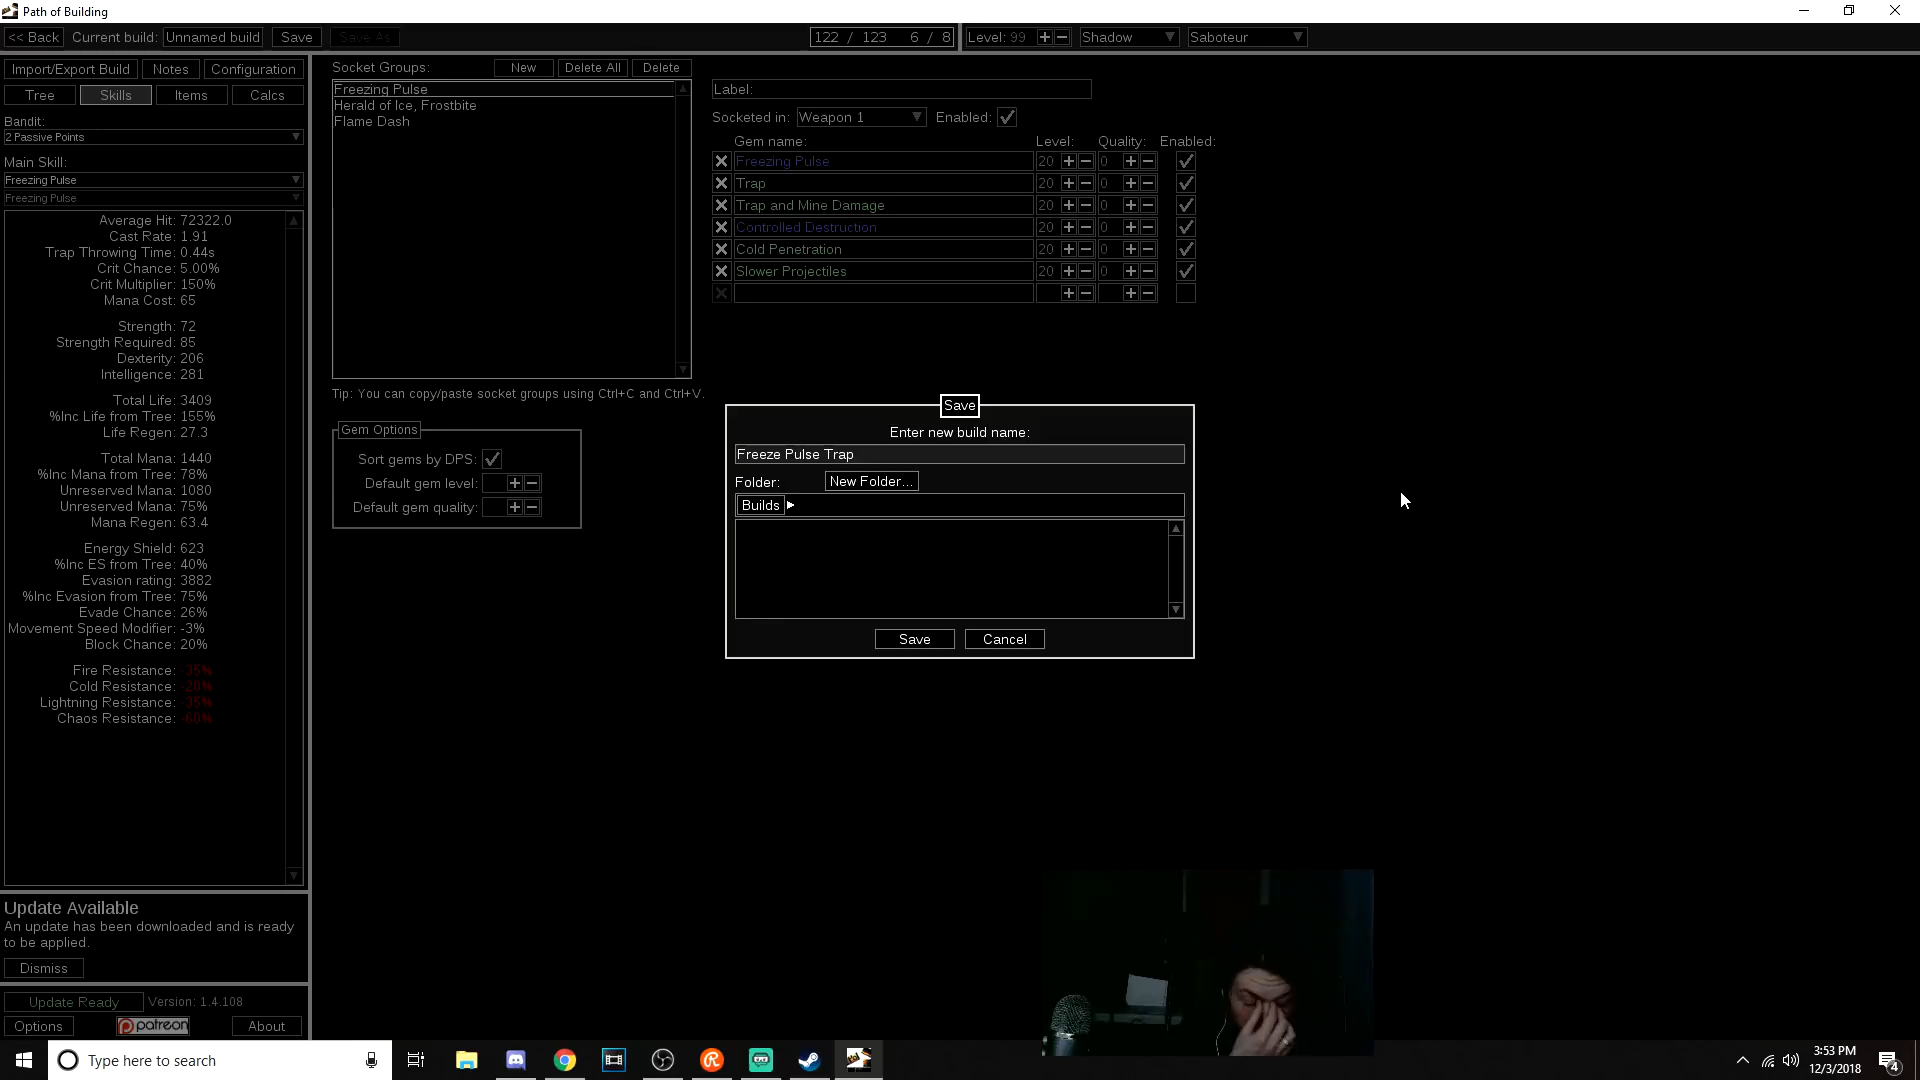 Path of Building
<< Back Current build: Unnamed build Save Save As 122 / 123 6 / 8 Level: 99 Shadow Saboteur
Import/Export Build Notes Configuration
Tree Skills Items Calcs
Bandit:
2 Passive Points
Main Skill:
Freezing Pulse
Freezing Pulse
Average Hit: 72322.0
Cast Rate: 1.91
Trap Throwing Time: 0.44s
Crit Chance: 5.00%
Crit Multiplier: 150%
Mana Cost: 65
Strength: 72
Strength Required: 85
Dexterity: 206
Intelligence: 281
Total Life: 3409
%Inc Life from Tree: 155%
Life Regen: 27.3
Total Mana: 1440
%Inc Mana from Tree: 78%
Unreserved Mana: 1080
Unreserved Mana: 75%
Mana Regen: 63.4
Energy Shield: 623
%Inc ES from Tree: 40%
Evasion rating: 3882
%Inc Evasion from Tree: 75%
Evade Chance: 26%
Movement Speed Modifier: -3%
Block Chance: 20%
Fire Resistance: -35%
Cold Resistance: -20%
Lightning Resistance: -35%
Chaos Resistance: -60%
Update Available
An update has been downloaded and is ready
to be applied.
Dismiss
Update Ready Version: 1.4.108
Options patreon About
Socket Groups: New Delete All Delete
Freezing Pulse
Herald of Ice, Frostbite
Flame Dash
Tip: You can copy/paste socket groups using Ctrl+C and Ctrl+V.
Gem Options
Sort gems by DPS:
Default gem level:
Default gem quality:
Label:
Socketed in: Weapon 1 Enabled:
Gem name: Level: Quality: Enabled:
Freezing Pulse 20 0
Trap 20 0
Trap and Mine Damage 20 0
Controlled Destruction 20 0
Cold Penetration 20 0
Slower Projectiles 20 0
Save
Enter new build name:
Freeze Pulse Trap
Folder: New Folder...
Builds
Save Cancel
Type here to search
3:53 PM
12/3/2018
4